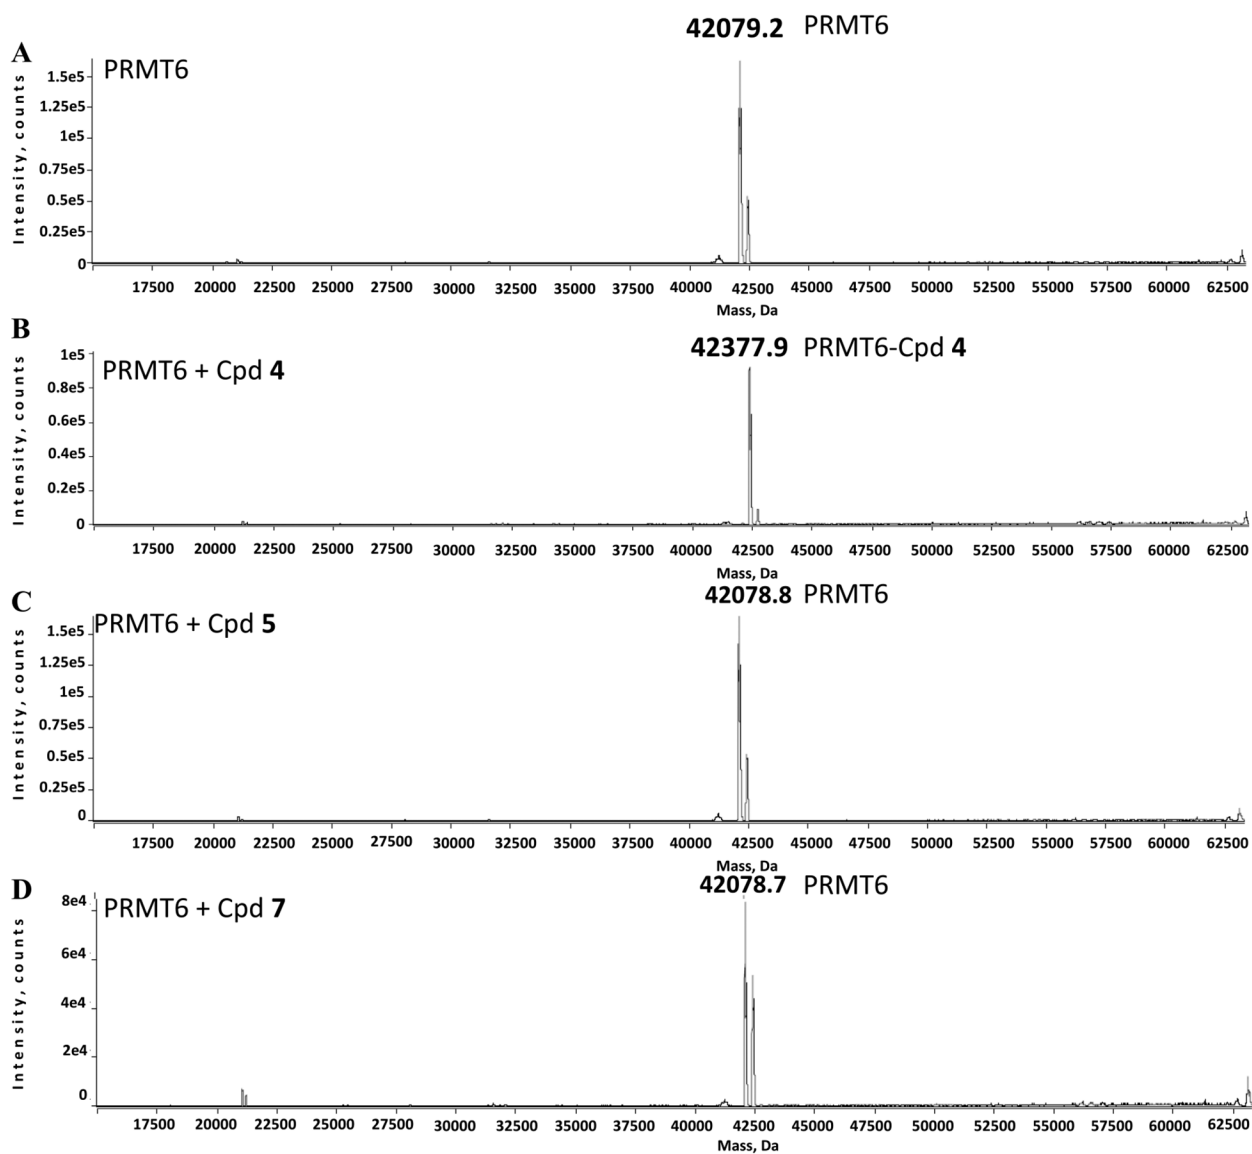 42079.2 PRMT6
A
PRMT6
Intensity, counts
1.5e5
1.25e5
1e5
0.75e5
0.5e5
0.25e5
0
17500 20000 22500 25000 27500 30000 32500 35000 37500 40000 42500 45000 47500 50000 52500 55000 57500 60000 62500
Mass, Da
B
42377.9 PRMT6-Cpd 4
PRMT6 + Cpd 4
Intensity, counts
1e5
0.8e5
0.6e5
0.4e5
0.2e5
0
17500 20000 22500 25000 27500 30000 32500 35000 37500 40000 42500 45000 47500 50000 52500 55000 57500 60000 62500
Mass, Da
C
42078.8 PRMT6
PRMT6 + Cpd 5
Intensity, counts
1.5e5
1.25e5
1e5
0.75e5
0.5e5
0.25e5
0
17500 20000 22500 25000 27500 30000 32500 35000 37500 40000 42500 45000 47500 50000 52500 55000 57500 60000 62500
Mass, Da
D
42078.7 PRMT6
PRMT6 + Cpd 7
Intensity, counts
8e4
6e4
4e4
2e4
0
17500 20000 22500 25000 27500 30000 32500 35000 37500 40000 42500 45000 47500 50000 52500 55000 57500 60000 62500
Mass, Da